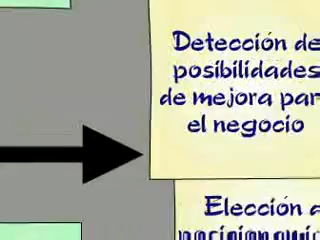 Detección de
posibilidades
de mejora par
el negocio
Elección d